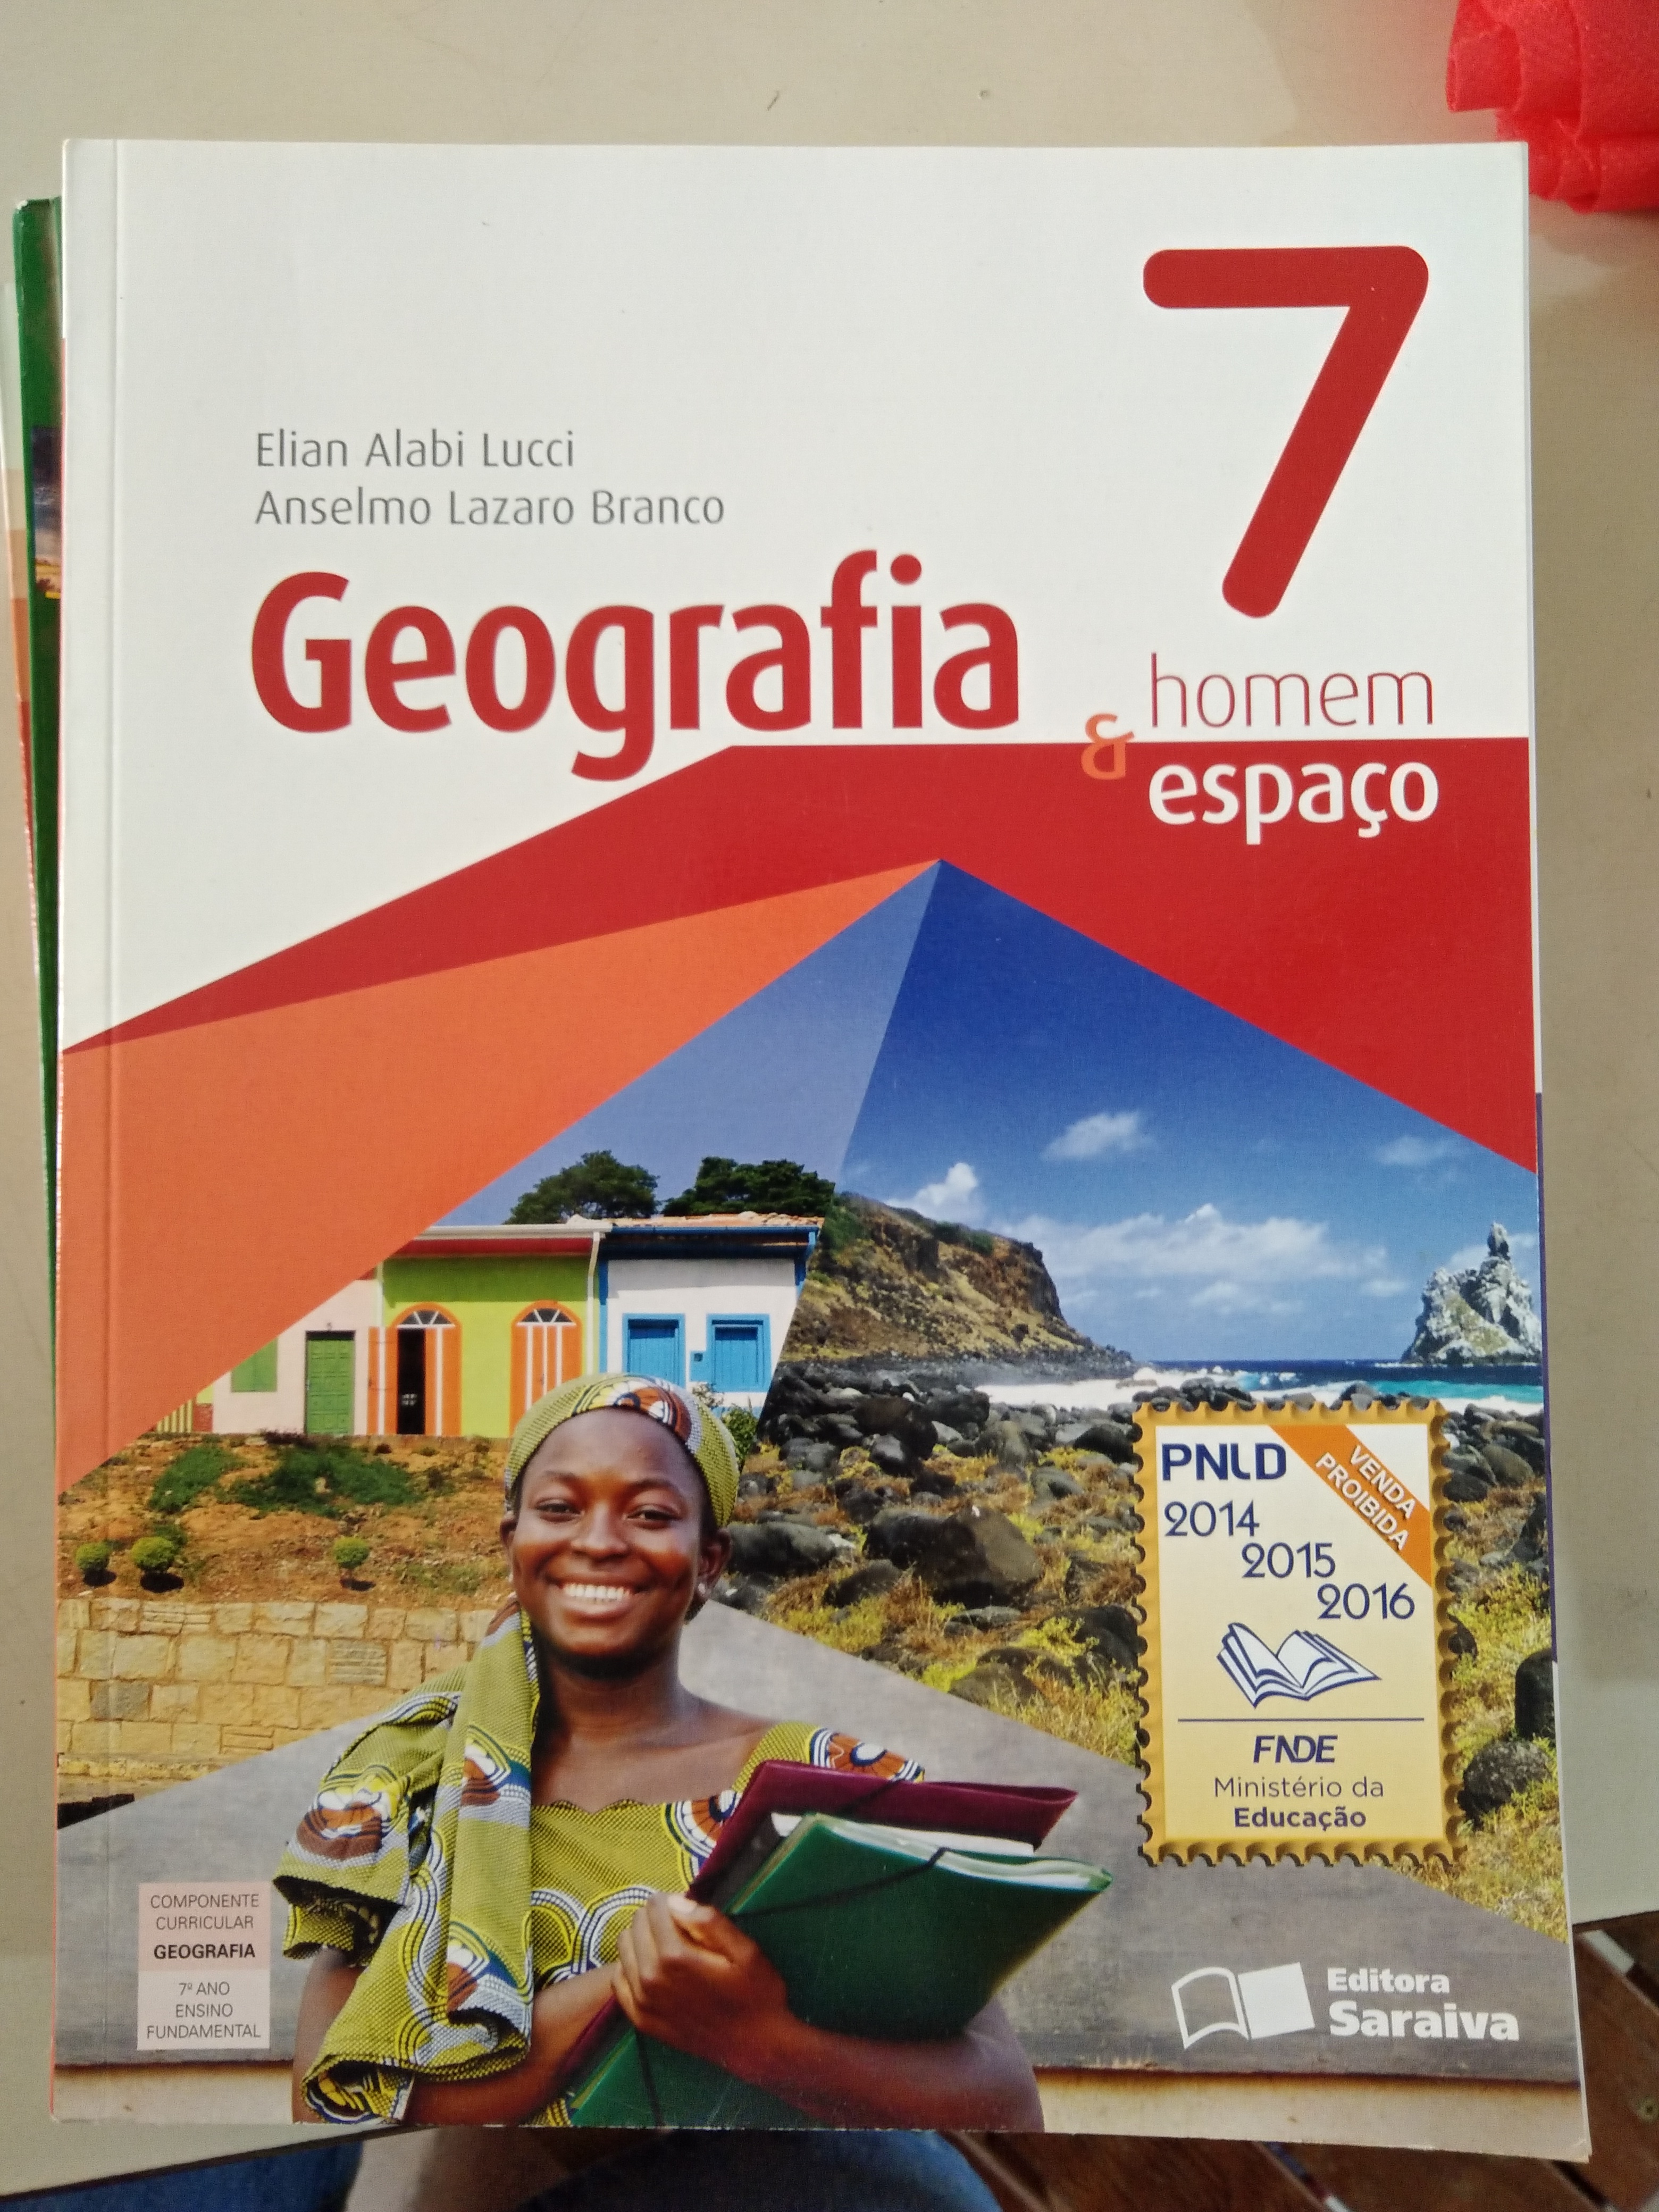 7
Elian Alabi Lucci
Anselmo Lazaro Branco
Geografia
homem
& espaço
PNLD
VENDA
PROIBIDA
2014
2015
2016
FNDE
Ministério da
Educação
COMPONENTE
CURRICULAR
GEOGRAFIA
7º ANO
ENSINO
FUNDAMENTAL
Editora
Saraiva